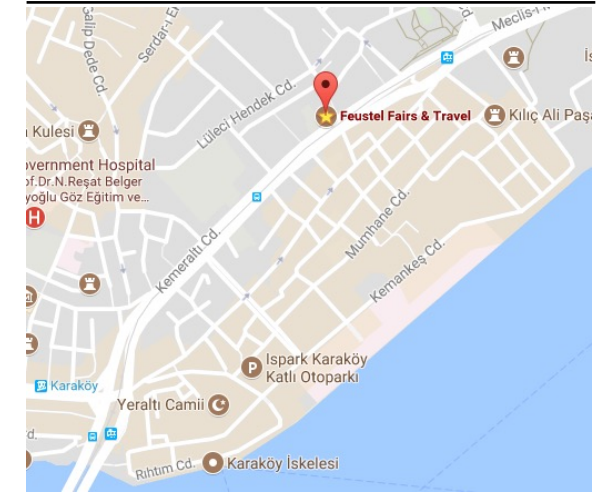 Galip Dede Cd.
Serdar-ı E
Meclis-i
Lüleci Hendek Cd.
Feustel Fairs & Travel
Kılıç Ali Paşa
n Kulesi
overnment Hospital
of.Dr.N.Reşat Belger
yoğlu Göz Eğitim ve...
H
Mumhane Cd.
Kemankeş Cd.
Kemeraltı Cd.
P
Ispark Karaköy
Katlı Otoparkı
Karaköy
Yeraltı Camii
d.
Rıhtım Cd.
Karaköy İskelesi